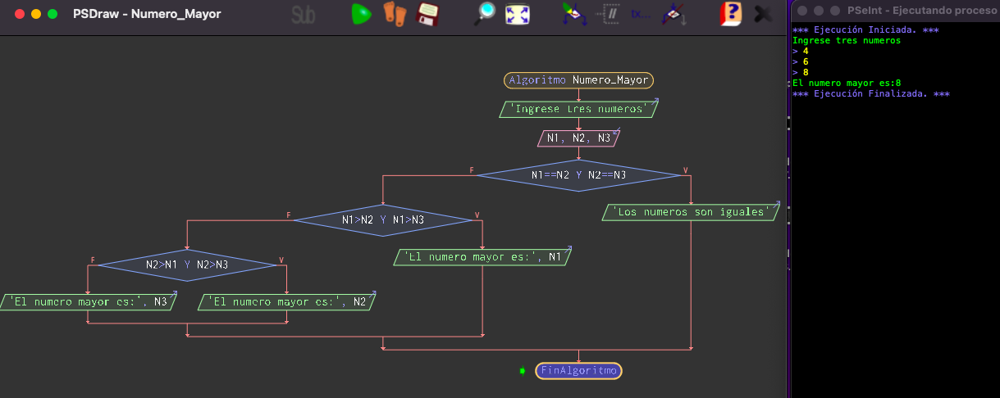 PSDraw - Numero_Mayor
Sub
tx...
?
PSeInt - Ejecutando proceso
*** Ejecución Iniciada. ***
Ingrese tres numeros
> 4
> 6
> 8
El numero mayor es:8
*** Ejecución Finalizada. ***
Algoritmo Numero_Mayor
'Ingrese tres numeros'
N1, N2, N3
F
N1==N2 Y N2==N3
V
'Los numeros son iguales'
F
N1>N2 Y N1>N3
V
'El numero mayor es:', N1
F
N2>N1 Y N2>N3
V
'El numero mayor es:', N3
'El numero mayor es:', N2
FinAlgoritmo